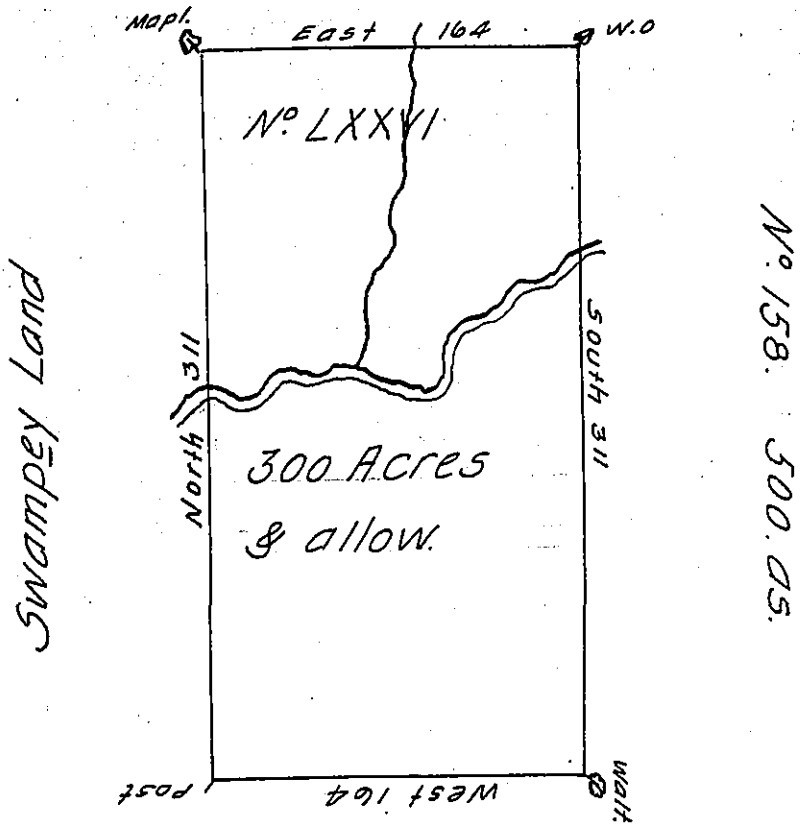 Mapl.
East 164
W.O
Nº LXXVI
Swampey Land
North 311
South 311
Nº. 158. 500. as.
300 Acres
& allow.
Post
West 164
Walt.